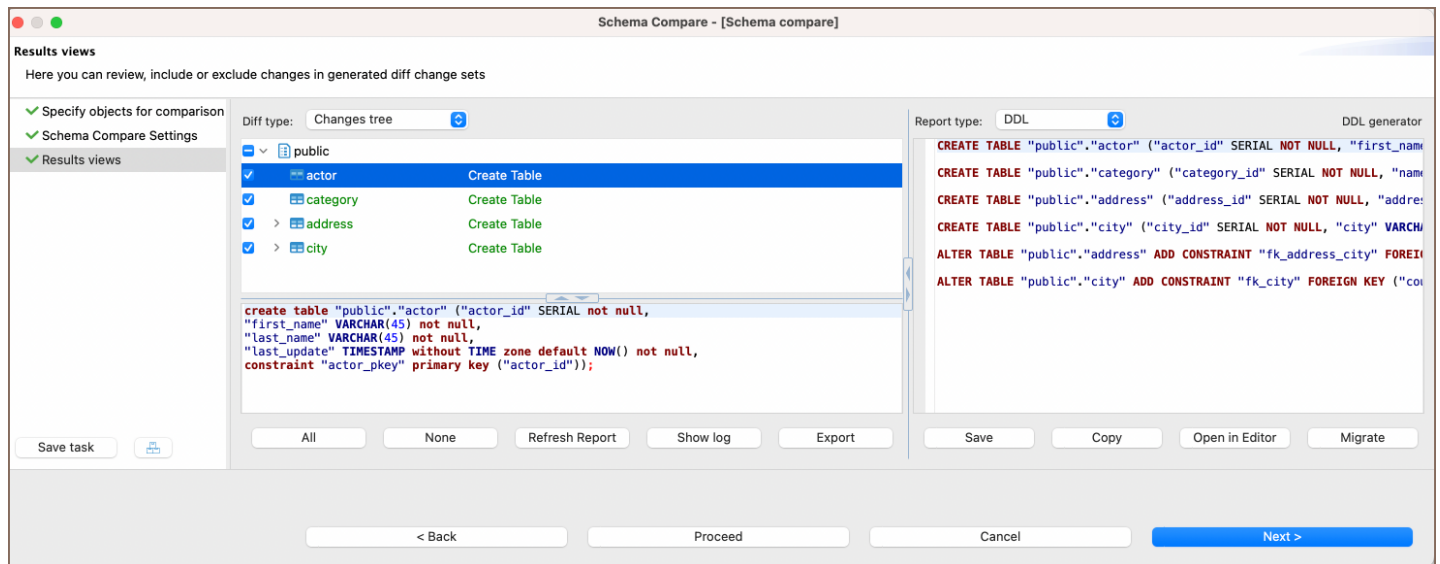 Schema Compare - [Schema compare]
Results views
Here you can review, include or exclude changes in generated diff change sets
Specify objects for comparison
Schema Compare Settings
Results views
Save task
Diff type: Changes tree
public
actor Create Table
category Create Table
address Create Table
city Create Table
create table "public"."actor" ("actor_id" SERIAL not null,
"first_name" VARCHAR(45) not null,
"last_name" VARCHAR(45) not null,
"last_update" TIMESTAMP without TIME zone default NOW() not null,
constraint "actor_pkey" primary key ("actor_id"));
All None Refresh Report Show log Export
Report type: DDL DDL generator
CREATE TABLE "public"."actor" ("actor_id" SERIAL NOT NULL, "first_name
CREATE TABLE "public"."category" ("category_id" SERIAL NOT NULL, "name
CREATE TABLE "public"."address" ("address_id" SERIAL NOT NULL, "addres
CREATE TABLE "public"."city" ("city_id" SERIAL NOT NULL, "city" VARCHA
ALTER TABLE "public"."address" ADD CONSTRAINT "fk_address_city" FOREIG
ALTER TABLE "public"."city" ADD CONSTRAINT "fk_city" FOREIGN KEY ("cou
Save Copy Open in Editor Migrate
< Back Proceed Cancel Next >